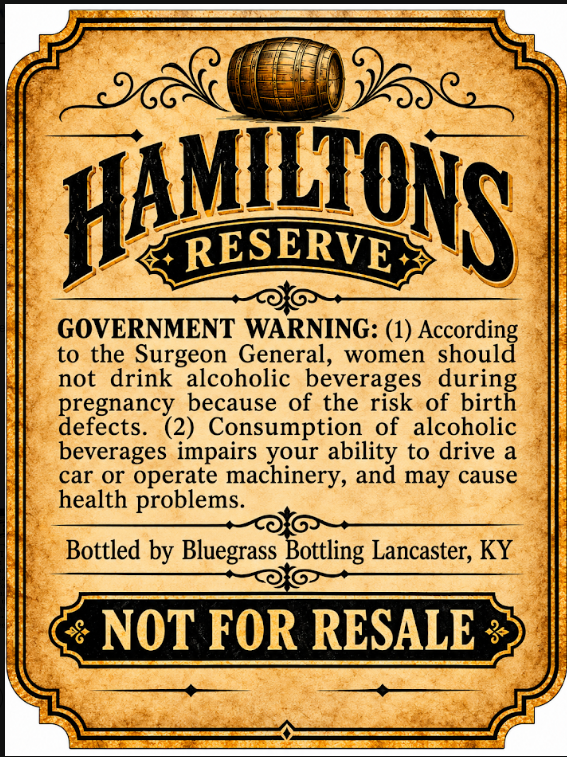 HAMILTONS
RESERVE
GOVERNMENT WARNING: (1) According
to the Surgeon General, women should
not drink alcoholic beverages during
pregnancy because of the risk of birth
defects. (2) Consumption of alcoholic
beverages impairs your ability to drive a
car or operate machinery, and may cause
health problems.
Bottled by Bluegrass Bottling Lancaster, KY
NOT FOR RESALE